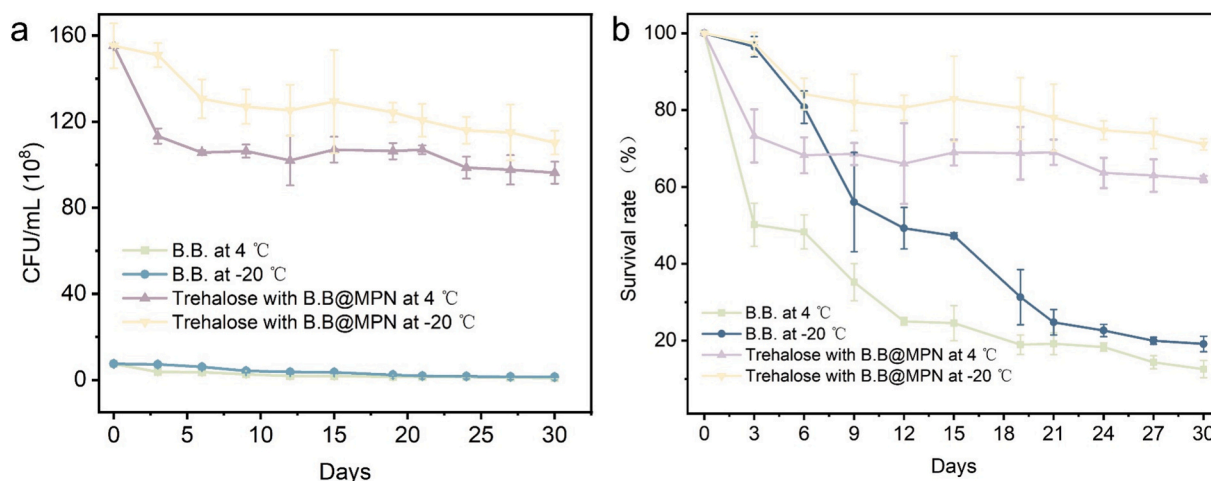 a
160
120
80
40
0
CFU/mL (10⁸)
B.B. at 4 ℃
B.B. at -20 ℃
Trehalose with B.B@MPN at 4 ℃
Trehalose with B.B@MPN at -20 ℃
0 5 10 15 20 25 30
Days
b
100
80
60
40
20
Survival rate (%)
B.B. at 4 ℃
B.B. at -20 ℃
Trehalose with B.B@MPN at 4 ℃
Trehalose with B.B@MPN at -20 ℃
0 3 6 9 12 15 18 21 24 27 30
Days